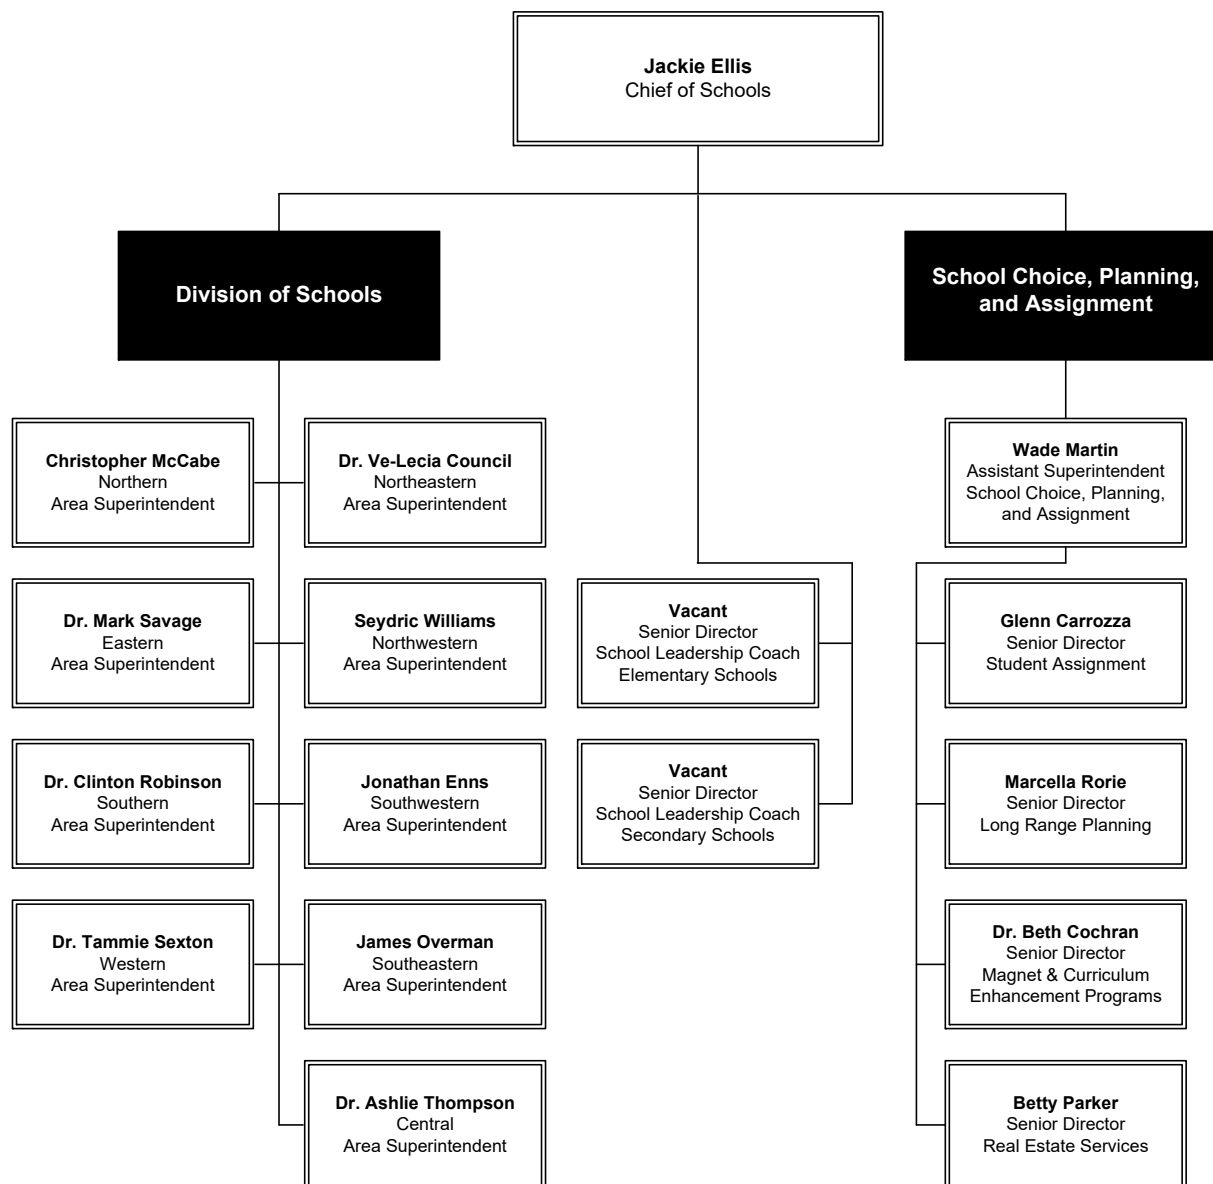 Jackie Ellis
Chief of Schools
Division of Schools
School Choice, Planning,
and Assignment
Christopher McCabe
Northern
Area Superintendent
Dr. Ve-Lecia Council
Northeastern
Area Superintendent
Dr. Mark Savage
Eastern
Area Superintendent
Seydric Williams
Northwestern
Area Superintendent
Dr. Clinton Robinson
Southern
Area Superintendent
Jonathan Enns
Southwestern
Area Superintendent
Dr. Tammie Sexton
Western
Area Superintendent
James Overman
Southeastern
Area Superintendent
Dr. Ashlie Thompson
Central
Area Superintendent
Vacant
Senior Director
School Leadership Coach
Elementary Schools
Vacant
Senior Director
School Leadership Coach
Secondary Schools
Wade Martin
Assistant Superintendent
School Choice, Planning,
and Assignment
Glenn Carrozza
Senior Director
Student Assignment
Marcella Rorie
Senior Director
Long Range Planning
Dr. Beth Cochran
Senior Director
Magnet & Curriculum
Enhancement Programs
Betty Parker
Senior Director
Real Estate Services